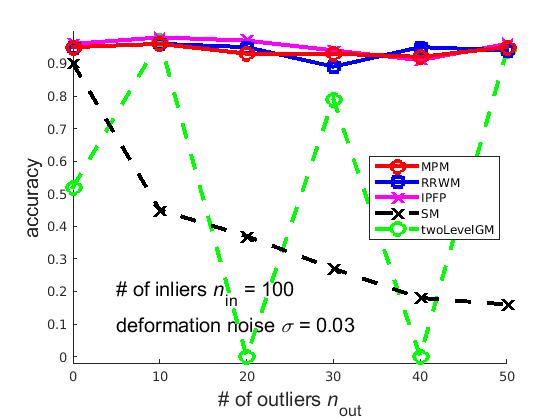 accuracy
0.9
0.8
0.7
0.6
0.5
0.4
0.3
0.2
0.1
0
MPM
RRWM
IPFP
SM
twoLevelGM
# of inliers n_in = 100
deformation noise σ = 0.03
0 10 20 30 40 50
# of outliers n_out